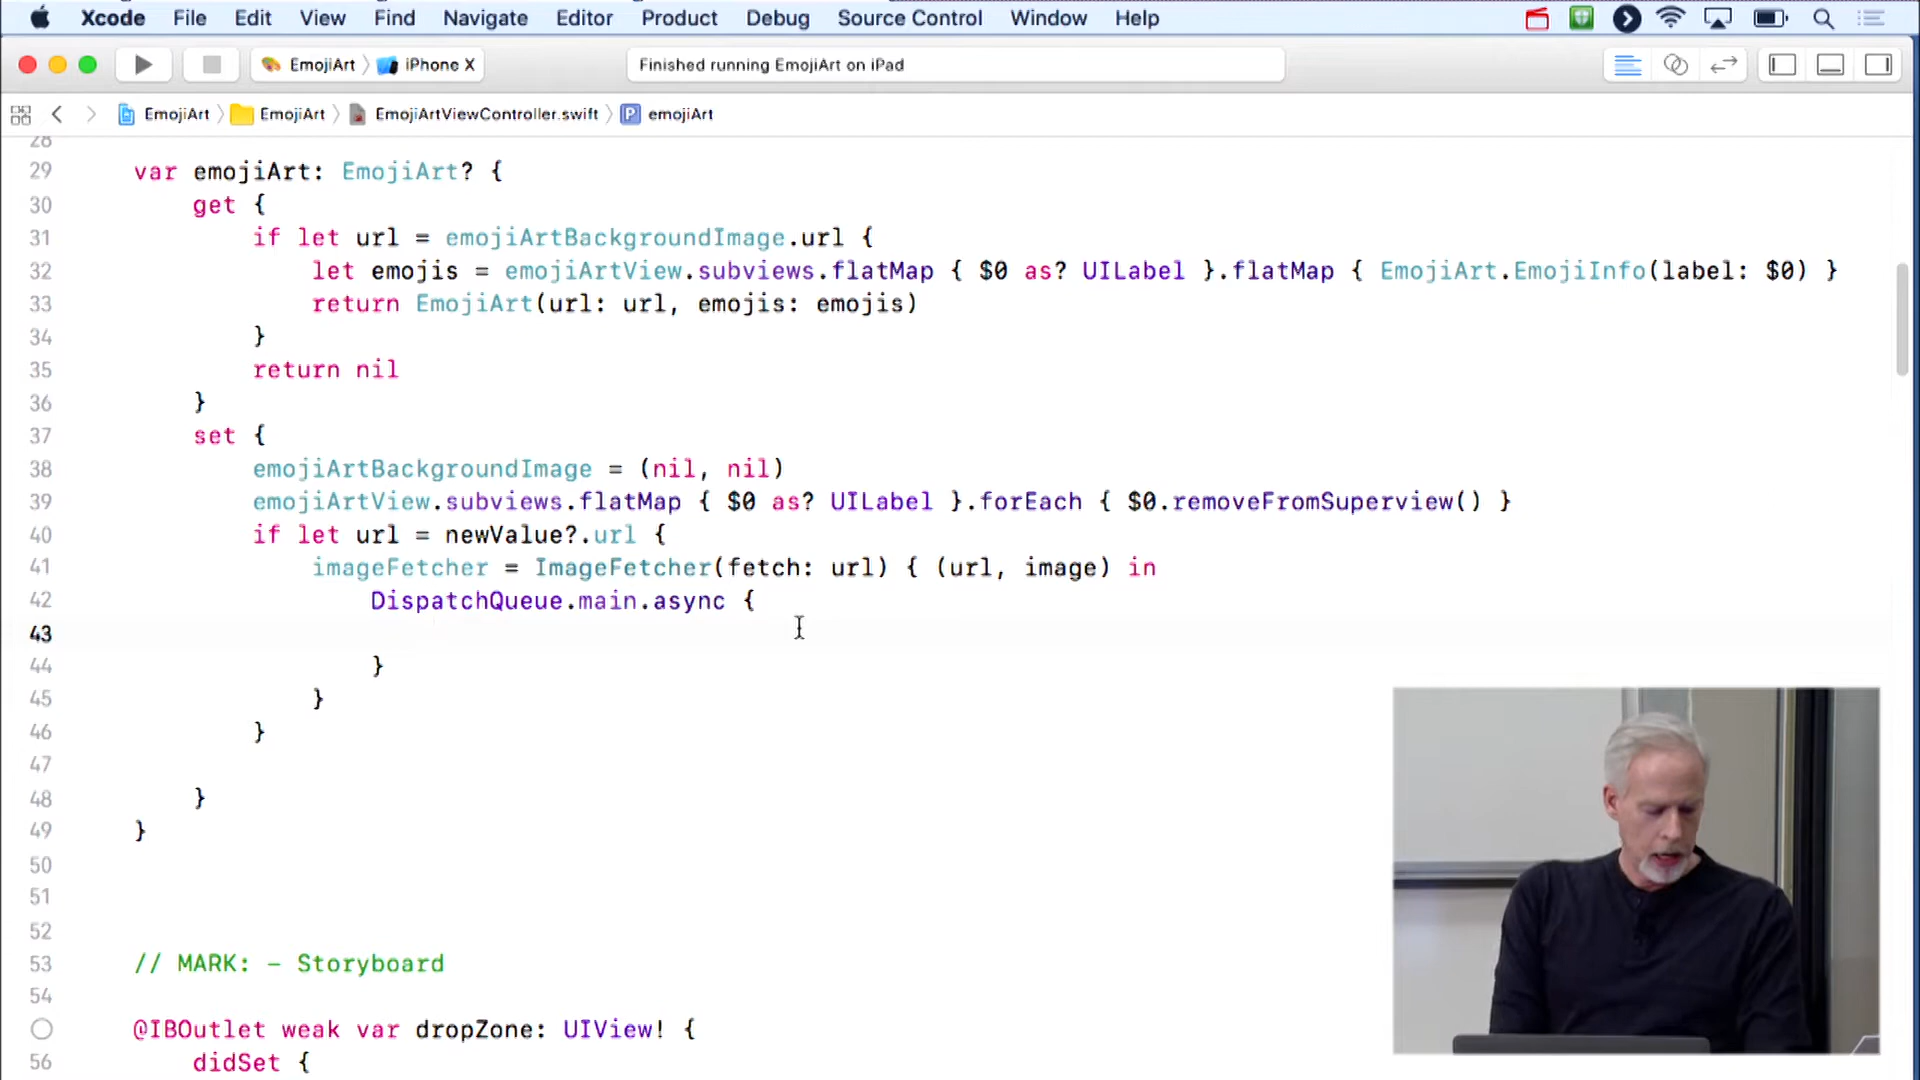 Xcode File Edit View Find Navigate Editor Product Debug Source Control Window Help
EmojiArt iPhone X Finished running EmojiArt on iPad
EmojiArt EmojiArt EmojiArtViewController.swift P emojiArt
28
29 var emojiArt: EmojiArt? {
30 get {
31 if let url = emojiArtBackgroundImage.url {
32 let emojis = emojiArtView.subviews.flatMap { $0 as? UILabel }.flatMap { EmojiArt.EmojiInfo(label: $0) }
33 return EmojiArt(url: url, emojis: emojis)
34 }
35 return nil
36 }
37 set {
38 emojiArtBackgroundImage = (nil, nil)
39 emojiArtView.subviews.flatMap { $0 as? UILabel }.forEach { $0.removeFromSuperview() }
40 if let url = newValue?.url {
41 imageFetcher = ImageFetcher(fetch: url) { (url, image) in
42 DispatchQueue.main.async {
43
44 }
45 }
46 }
47
48 }
49 }
50
51
52
53 // MARK: - Storyboard
54
@IBOutlet weak var dropZone: UIView! {
56 didSet {